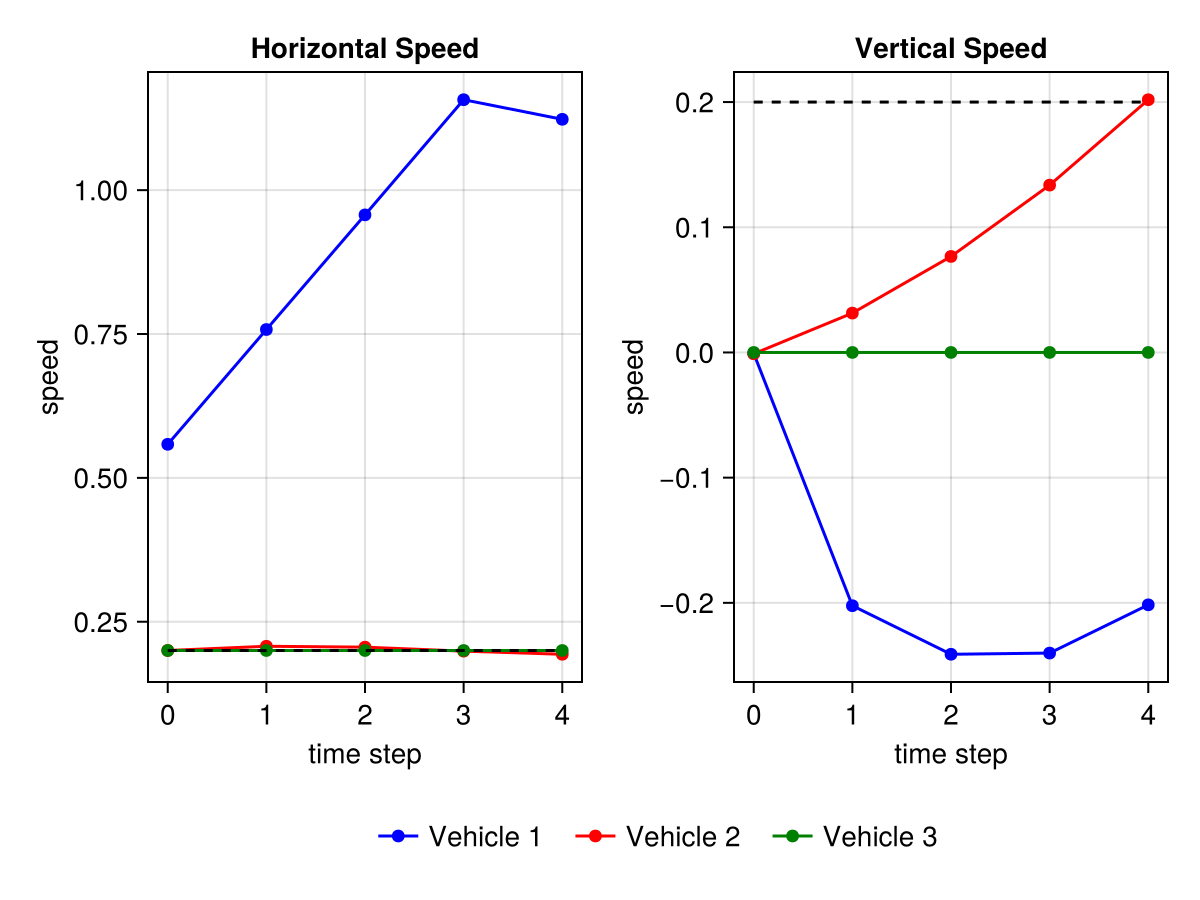 Horizontal Speed
Vertical Speed
speed
1.00
0.75
0.50
0.25
0 1 2 3 4
time step
speed
0.2
0.1
0.0
−0.1
−0.2
0 1 2 3 4
time step
Vehicle 1 Vehicle 2 Vehicle 3